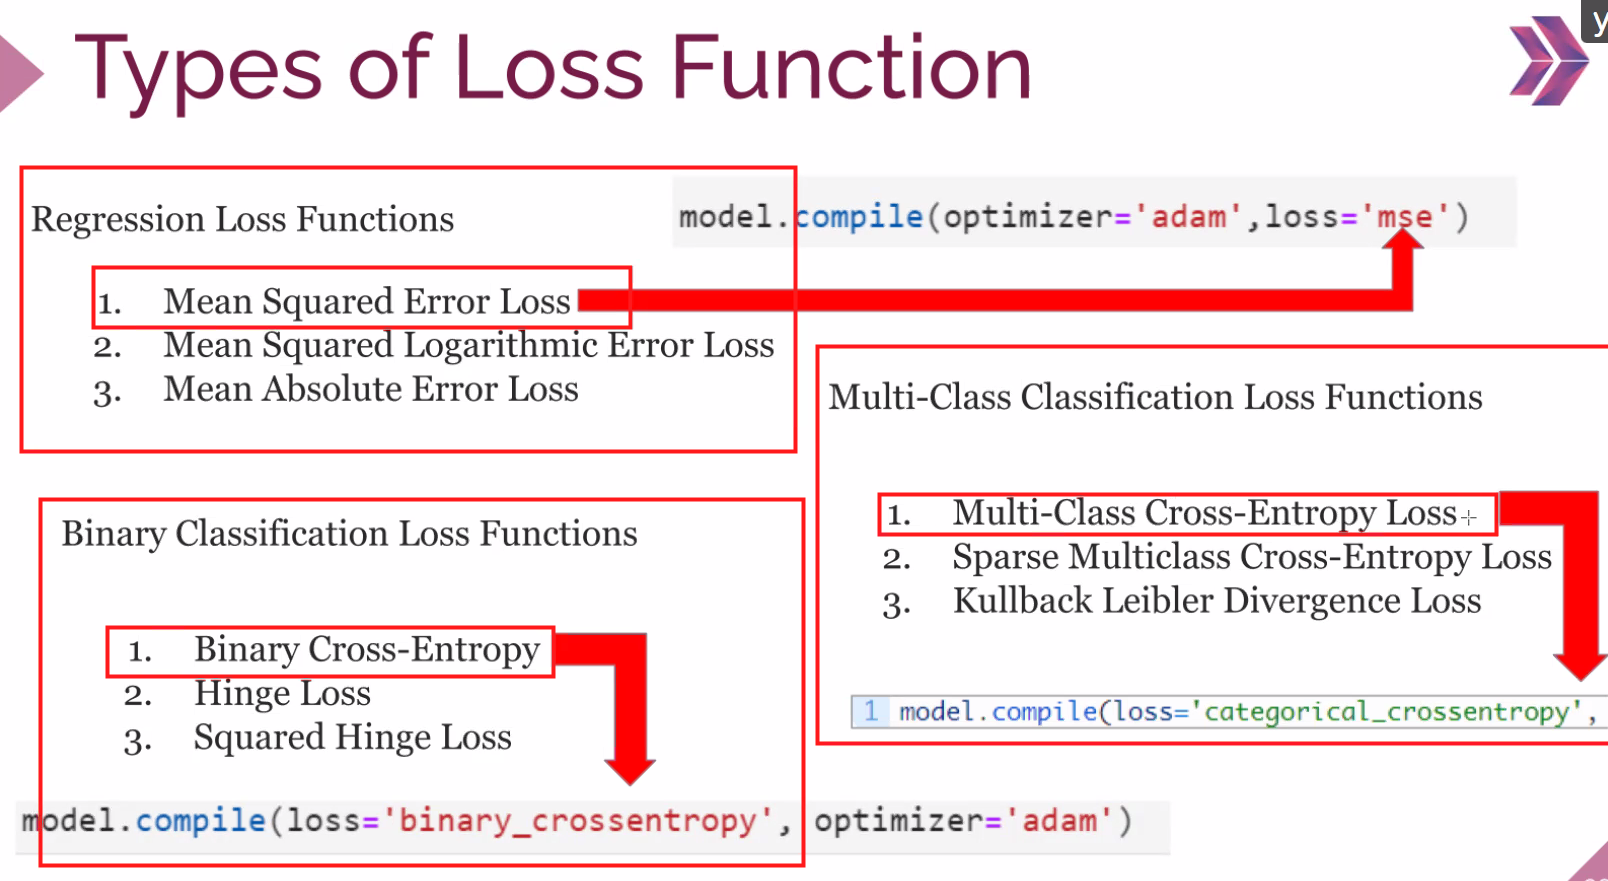 Types of Loss Function
y
Regression Loss Functions
model.compile(optimizer='adam',loss='mse')
1. Mean Squared Error Loss
2. Mean Squared Logarithmic Error Loss
3. Mean Absolute Error Loss
Multi-Class Classification Loss Functions
1. Multi-Class Cross-Entropy Loss
2. Sparse Multiclass Cross-Entropy Loss
3. Kullback Leibler Divergence Loss
1 model.compile(loss='categorical_crossentropy',
Binary Classification Loss Functions
1. Binary Cross-Entropy
2. Hinge Loss
3. Squared Hinge Loss
model.compile(loss='binary_crossentropy', optimizer='adam')